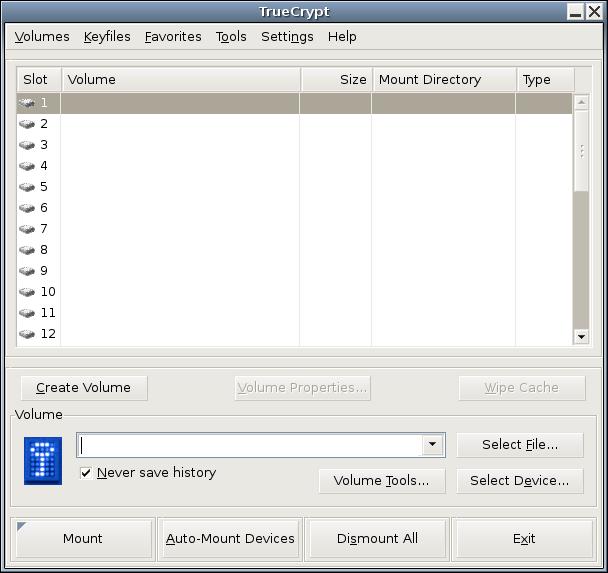 TrueCrypt
Volumes Keyfiles Favorites Tools Settings Help
Slot Volume Size Mount Directory Type
1
2
3
4
5
6
7
8
9
10
11
12
Create Volume Volume Properties... Wipe Cache
Volume
Select File...
Never save history
Volume Tools... Select Device...
Mount Auto-Mount Devices Dismount All Exit